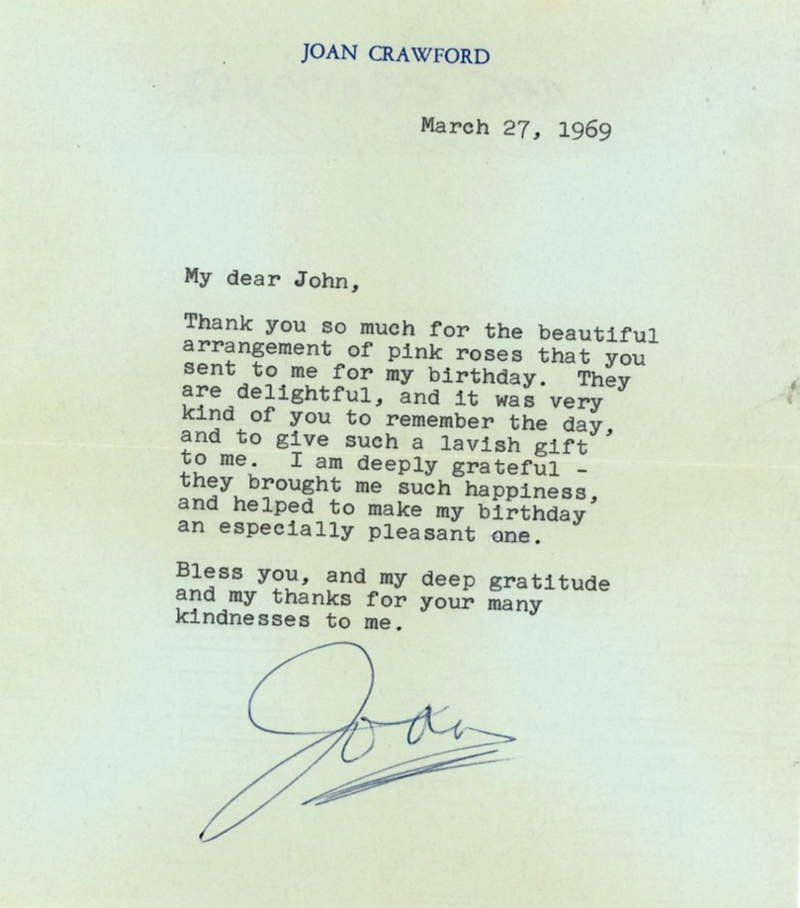 JOAN CRAWFORD
March 27, 1969
My dear John,
Thank you so much for the beautiful
arrangement of pink roses that you
sent to me for my birthday.  They
are delightful, and it was very
kind of you to remember the day,
and to give such a lavish gift
to me.  I am deeply grateful -
they brought me such happiness,
and helped to make my birthday
an especially pleasant one.
Bless you, and my deep gratitude
and my thanks for your many
kindnesses to me.
Joan